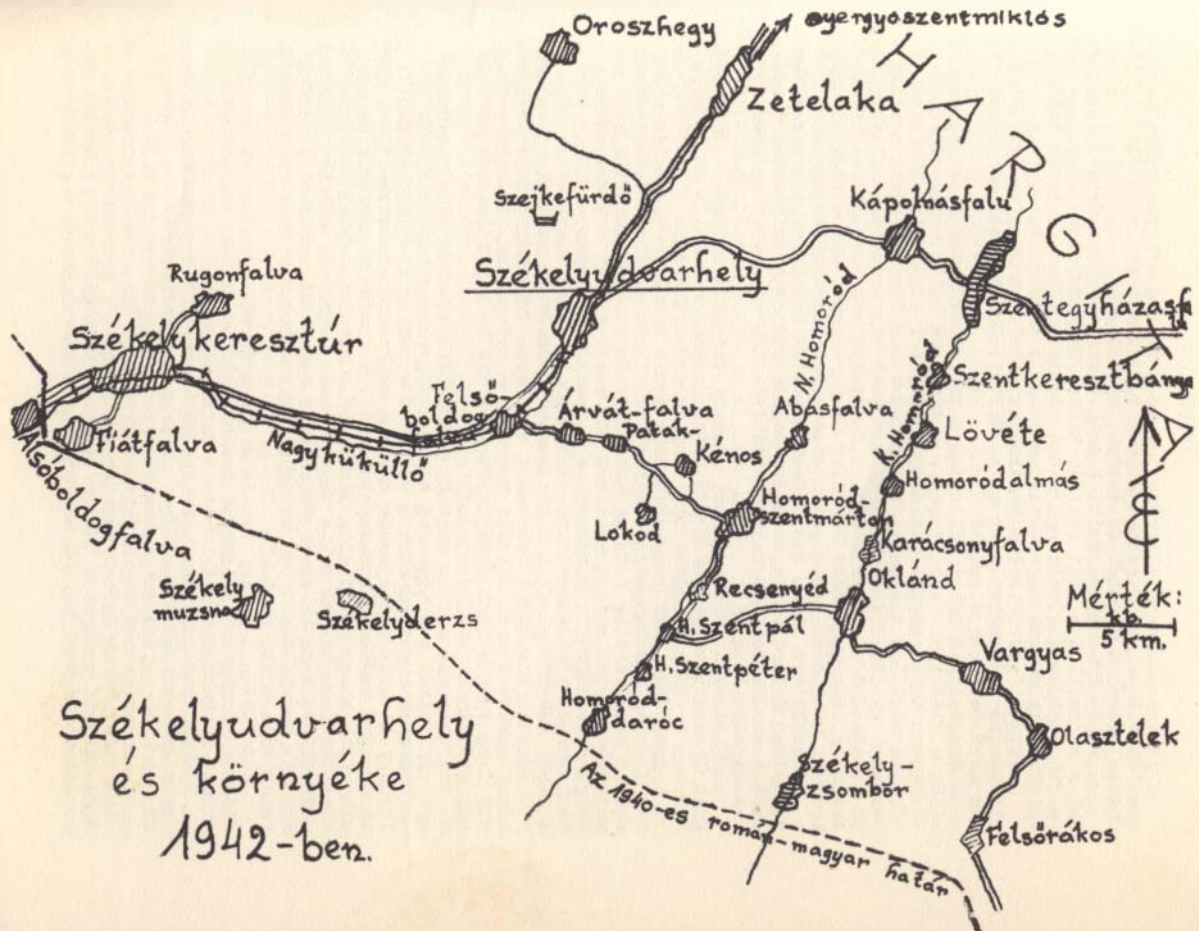 Oroszhegy
Gyergyószentmiklós
Zetelaka
HARGITA
Szejkefürdő
Kápolnásfalu
Székelyudvarhely
Rugonfalva
Székelykeresztúr
Szentegyházasfalu
N. Homoród
K. Homoród
Szentkeresztbánya
Felső-
boldog
falva
Árvát-falva
Patak-
Abásfalva
Lövéte
Fiátfalva
Nagyküküllő
Kénos
Homoródalmás
Alsóboldogfalva
Lokod
Homoród-
szentmárton
Karácsonyfalva
Oklánd
Székely
muzsna
Székelyderzs
Recsenyéd
Mérték:
kb.
5 km.
H. Szentpál
H. Szentpéter
Vargyas
Homoród-
daróc
Olasztelek
Székelyudvarhely
és környéke
1942-ben.
Székely-
zsombor
Az 1940-es román-magyar határ
Felsőrákos